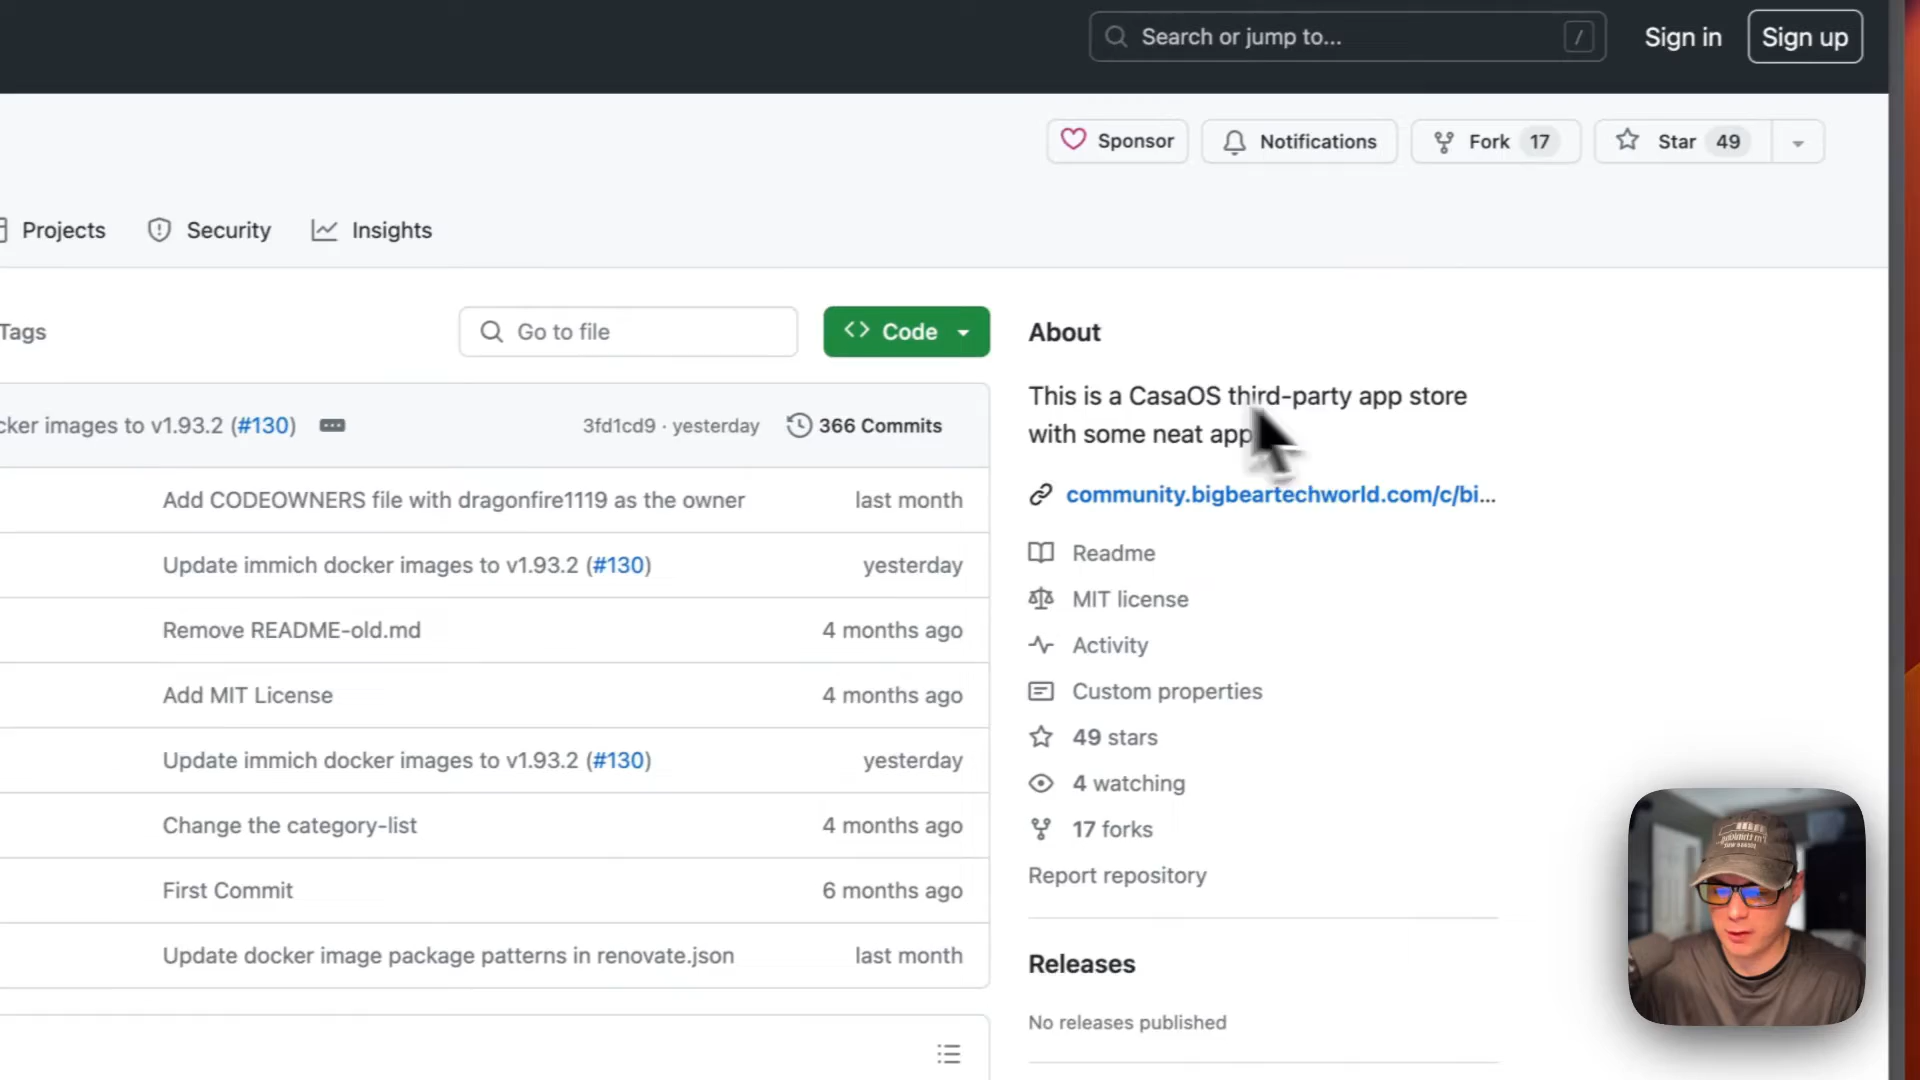 Search or jump to...
/
Sign in
Sign up
Sponsor
Notifications
Fork 17
Star 49
Projects
Security
Insights
Tags
Go to file
Code
About
This is a CasaOS third-party app store
with some neat app
community.bigbeartechworld.com/c/bi...
cker images to v1.93.2 (#130)
3fd1cd9 · yesterday
366 Commits
Add CODEOWNERS file with dragonfire1119 as the owner
last month
Update immich docker images to v1.93.2 (#130)
yesterday
Remove README-old.md
4 months ago
Add MIT License
4 months ago
Update immich docker images to v1.93.2 (#130)
yesterday
Change the category-list
4 months ago
First Commit
6 months ago
Update docker image package patterns in renovate.json
last month
Readme
MIT license
Activity
Custom properties
49 stars
4 watching
17 forks
Report repository
Releases
No releases published